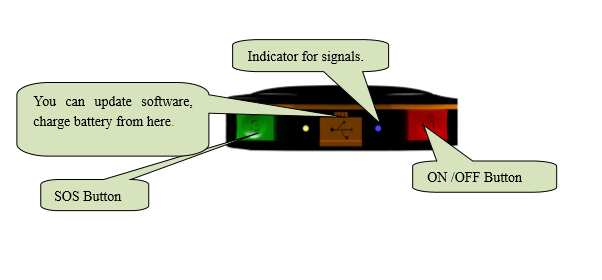 Indicator for signals.
You can update software,
charge battery from here.
SOS Button
ON /OFF Button